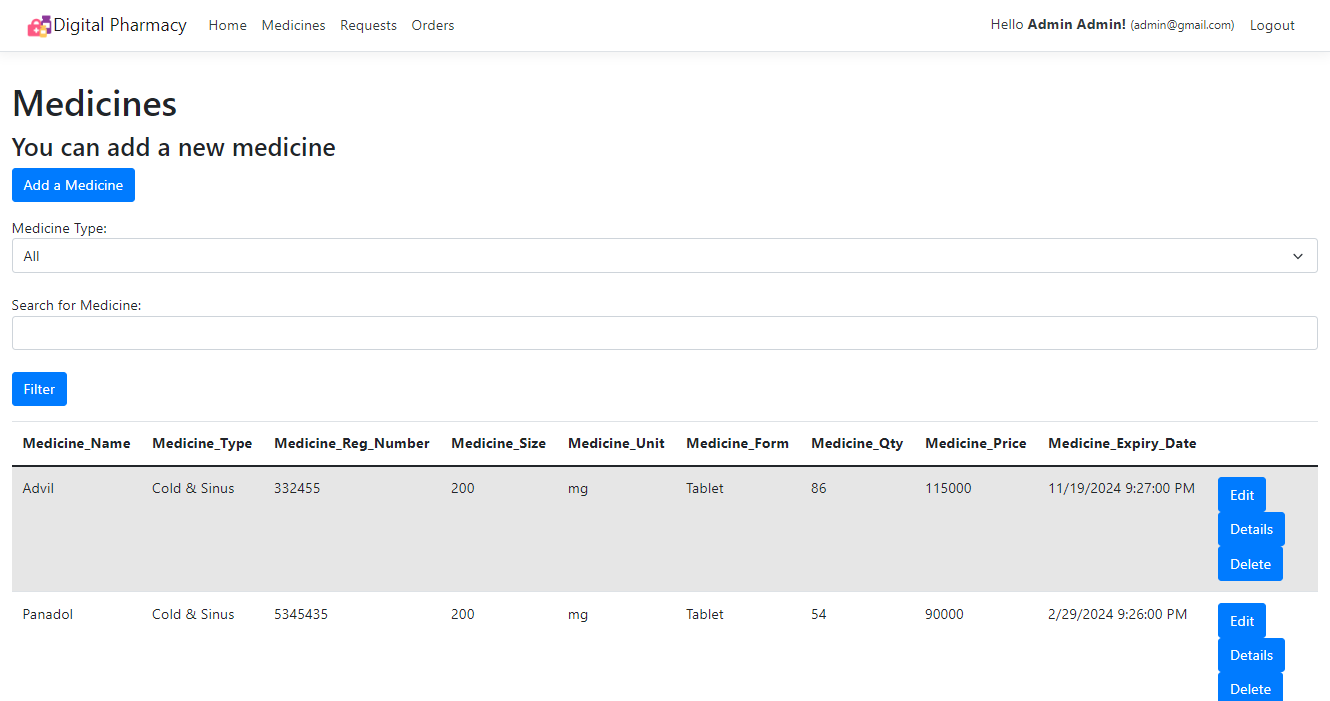 Digital Pharmacy Home Medicines Requests Orders Hello Admin Admin! (admin@gmail.com) Logout
Medicines
You can add a new medicine
Add a Medicine
Medicine Type:
All
Search for Medicine:
Filter
Medicine_Name Medicine_Type Medicine_Reg_Number Medicine_Size Medicine_Unit Medicine_Form Medicine_Qty Medicine_Price Medicine_Expiry_Date
Advil Cold & Sinus 332455 200 mg Tablet 86 115000 11/19/2024 9:27:00 PM Edit
Details
Delete
Panadol Cold & Sinus 5345435 200 mg Tablet 54 90000 2/29/2024 9:26:00 PM Edit
Details
Delete